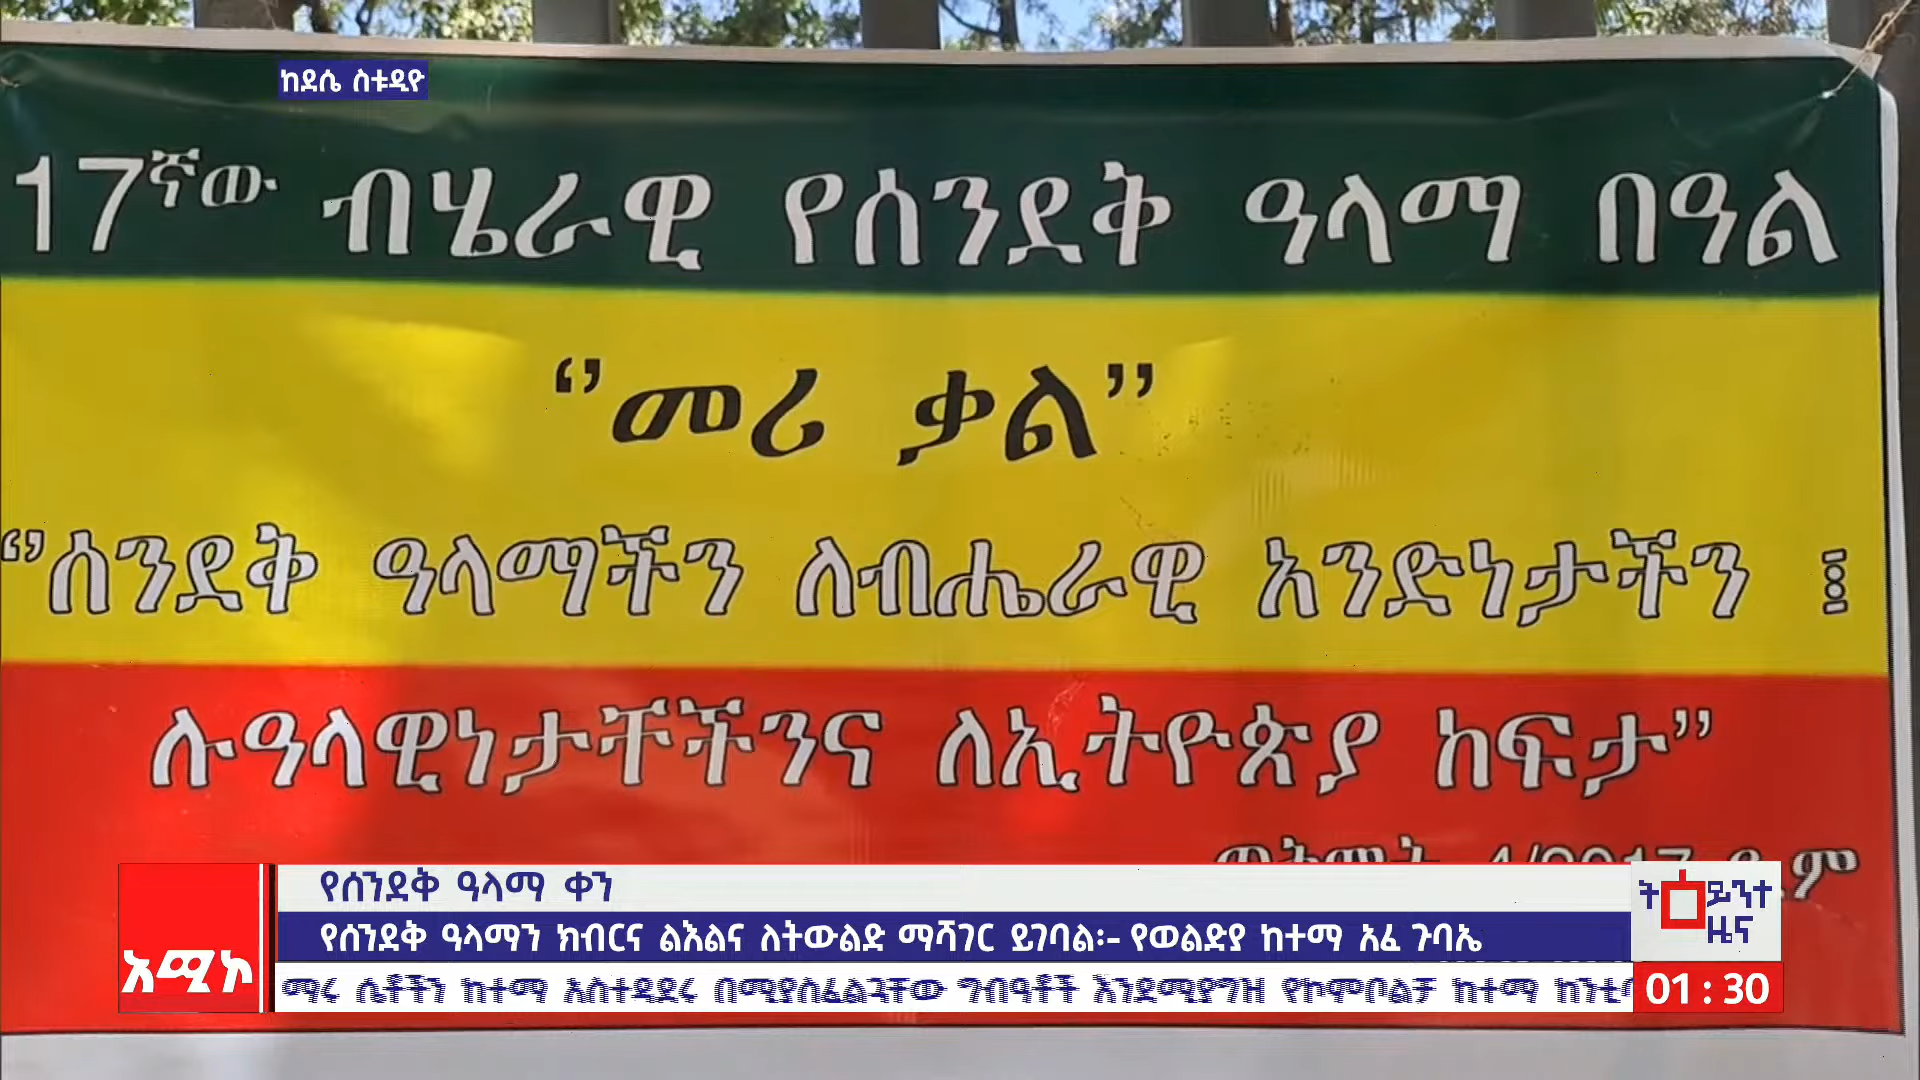 ከደሴ ስቱዲዮ
17ኛው ብሄራዊ የሰንደቅ ዓላማ በዓል
‘’መሪ ቃል’’
‘’ሰንደቅ ዓላማችን ለብሔራዊ አንድነታችን ፤
ሉዓላዊነታቸችንና ለኢትዮጵያ ከፍታ’’
የሰንደቅ ዓላማ ቀን
የሰንደቅ ዓላማን ክብርና ልእልና ለትውልድ ማሻገር ይገባል፡- የወልድያ ከተማ አፈ ጉባኤ
ት ዕይንተ
ዜና
አሚኮ
ማሩ ሴቶችን ከተማ አስተዳደሩ በሚያስፈልጓቸው ግብዓቶች እንደሚያግዝ የኮምቦልቻ ከተማ
01:30